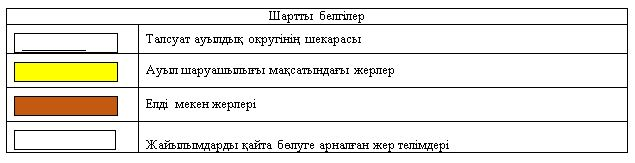 Шартты белгілер
Талсуат ауылдық округінің шекарасы
Ауыл шаруашылығы мақсатындағы жерлер
Елді мекен жерлері
Жайылымдарды қайта бөлуге арналған жер телімдері